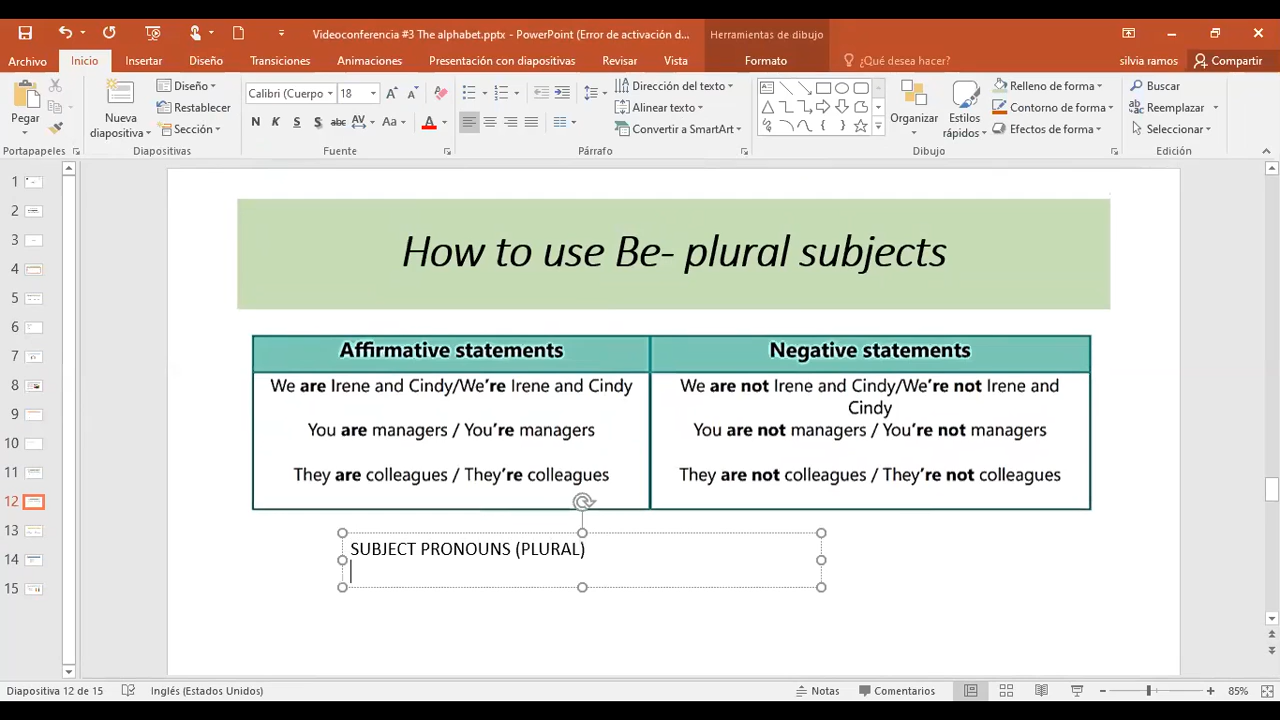 Videoconferencia #3 The alphabet.pptx - PowerPoint (Error de activación d...
Herramientas de dibujo
Archivo
Inicio
Insertar
Diseño
Transiciones
Animaciones
Presentación con diapositivas
Revisar
Vista
Formato
¿Qué desea hacer?
silvia ramos
Compartir
Pegar
Nueva
diapositiva
Diseño
Restablecer
Sección
Calibri (Cuerpo)
18
N K S S abc AV Aa A
Dirección del texto
Alinear texto
Convertir a SmartArt
Organizar
Estilos
rápidos
Relleno de forma
Contorno de forma
Efectos de forma
Buscar
Reemplazar
Seleccionar
Portapapeles
Diapositivas
Fuente
Párrafo
Dibujo
Edición
1
2
3
4
5
6
7
8
9
10
11
12
13
14
15
How to use Be- plural subjects
Affirmative statements
Negative statements
We are Irene and Cindy/We're Irene and Cindy
We are not Irene and Cindy/We're not Irene and
Cindy
You are managers / You're managers
You are not managers / You're not managers
They are colleagues / They're colleagues
They are not colleagues / They're not colleagues
SUBJECT PRONOUNS (PLURAL)
Diapositiva 12 de 15
Inglés (Estados Unidos)
Notas
Comentarios
85%